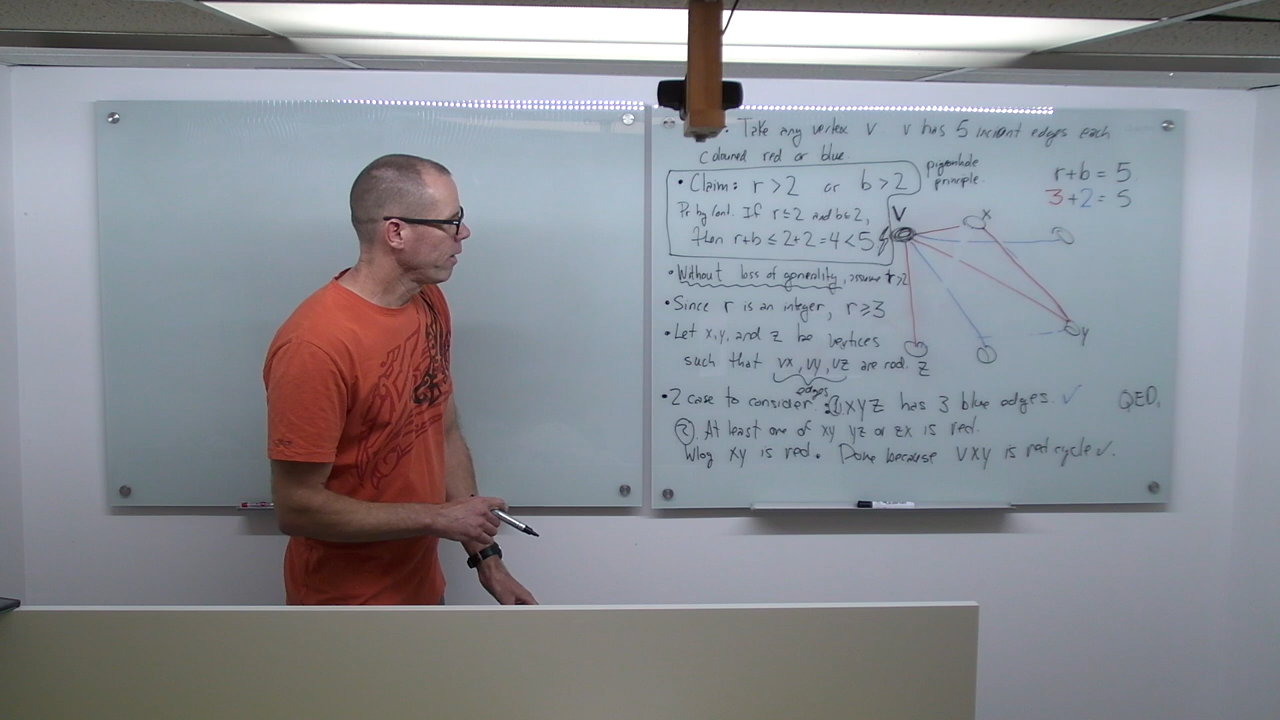 • Take any vertex v. v has 5 incident edges each
coloured red or blue.
pigeonhole
principle.
r+b = 5
3+2 = 5
• Claim: r > 2 or b > 2
Pf by Cont. If r ≤ 2 and b ≤ 2,
then r+b ≤ 2+2 = 4 < 5
V
x
y
z
• Without loss of generality, assume r>2
• Since r is an integer, r ≥ 3
• Let x, y, and z be vertices
such that vx, vy, vz are red.
edges
• 2 case to consider: ① xyz has 3 blue edges. ✓
QED.
② At least one of xy yz or zx is red.
Wlog xy is red. Done because vxy is red cycle ✓.